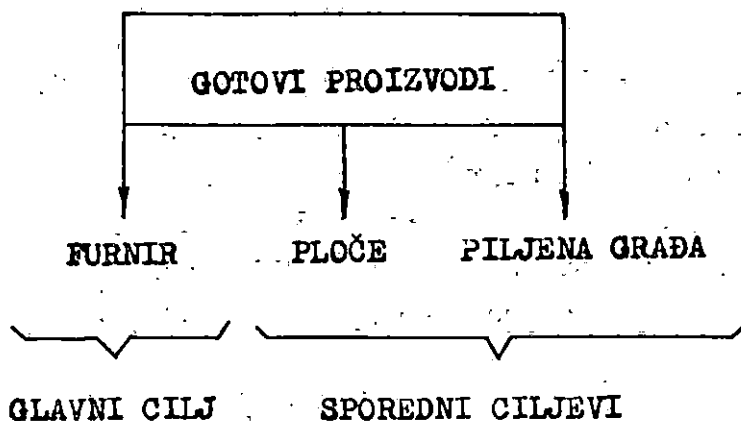 GOTOVI PROIZVODI
FURNIR PLOČE PILJENA GRAĐA
GLAVNI CILJ SPOREDNI CILJEVI